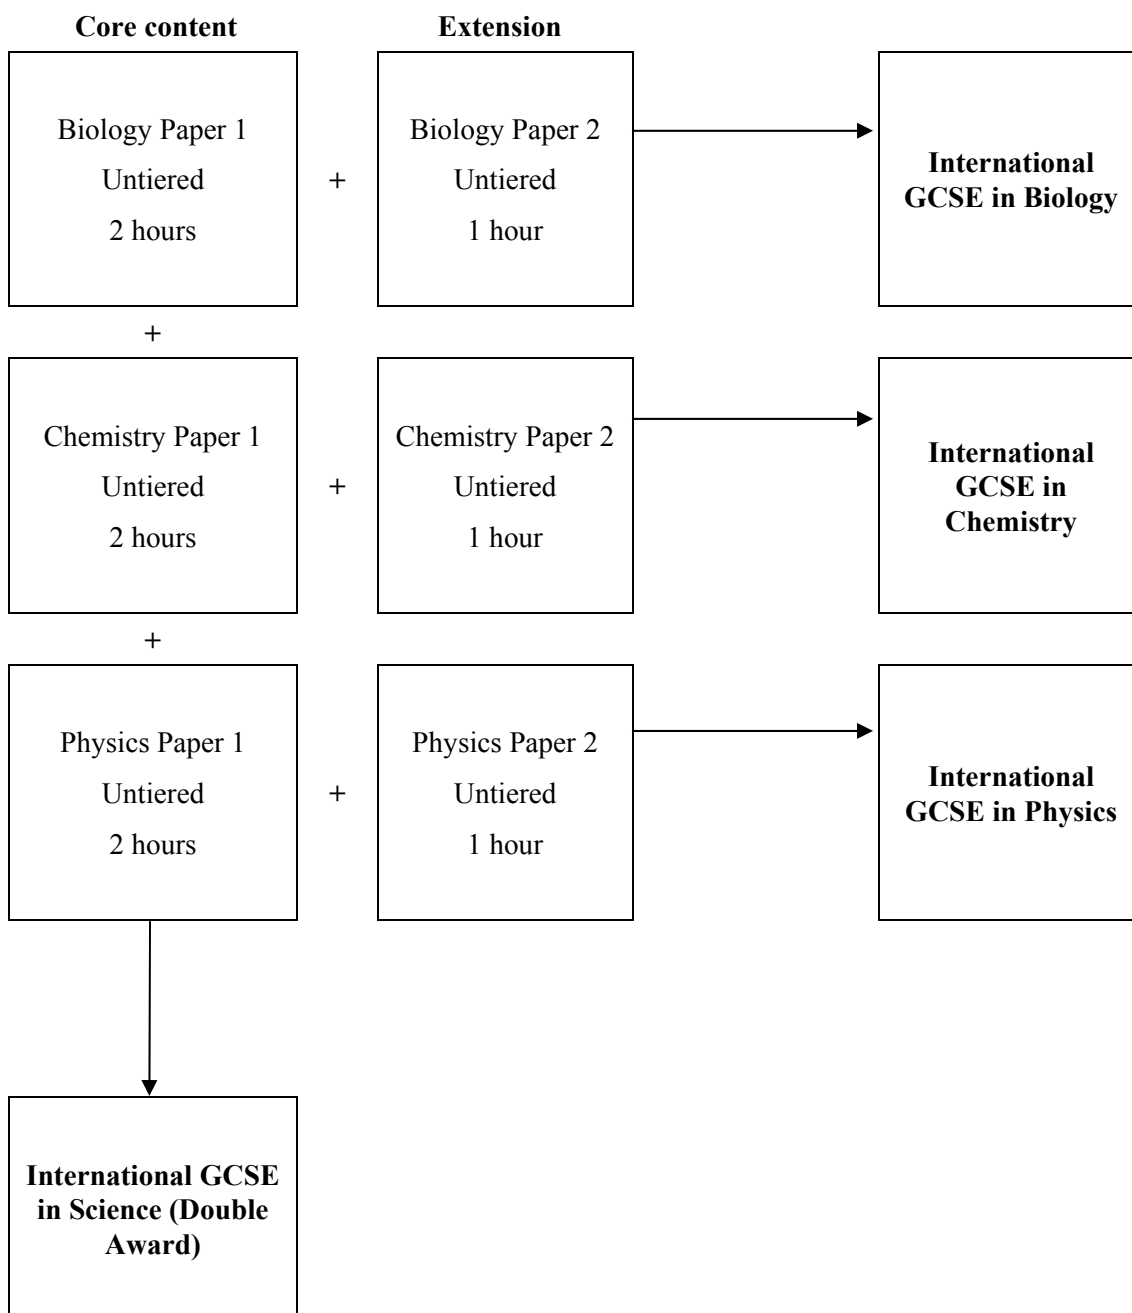 Core content
Extension
Biology Paper 1
Untiered
2 hours
+
Biology Paper 2
Untiered
1 hour
International
GCSE in Biology
+
Chemistry Paper 1
Untiered
2 hours
+
Chemistry Paper 2
Untiered
1 hour
International
GCSE in
Chemistry
+
Physics Paper 1
Untiered
2 hours
+
Physics Paper 2
Untiered
1 hour
International
GCSE in Physics
International GCSE
in Science (Double
Award)